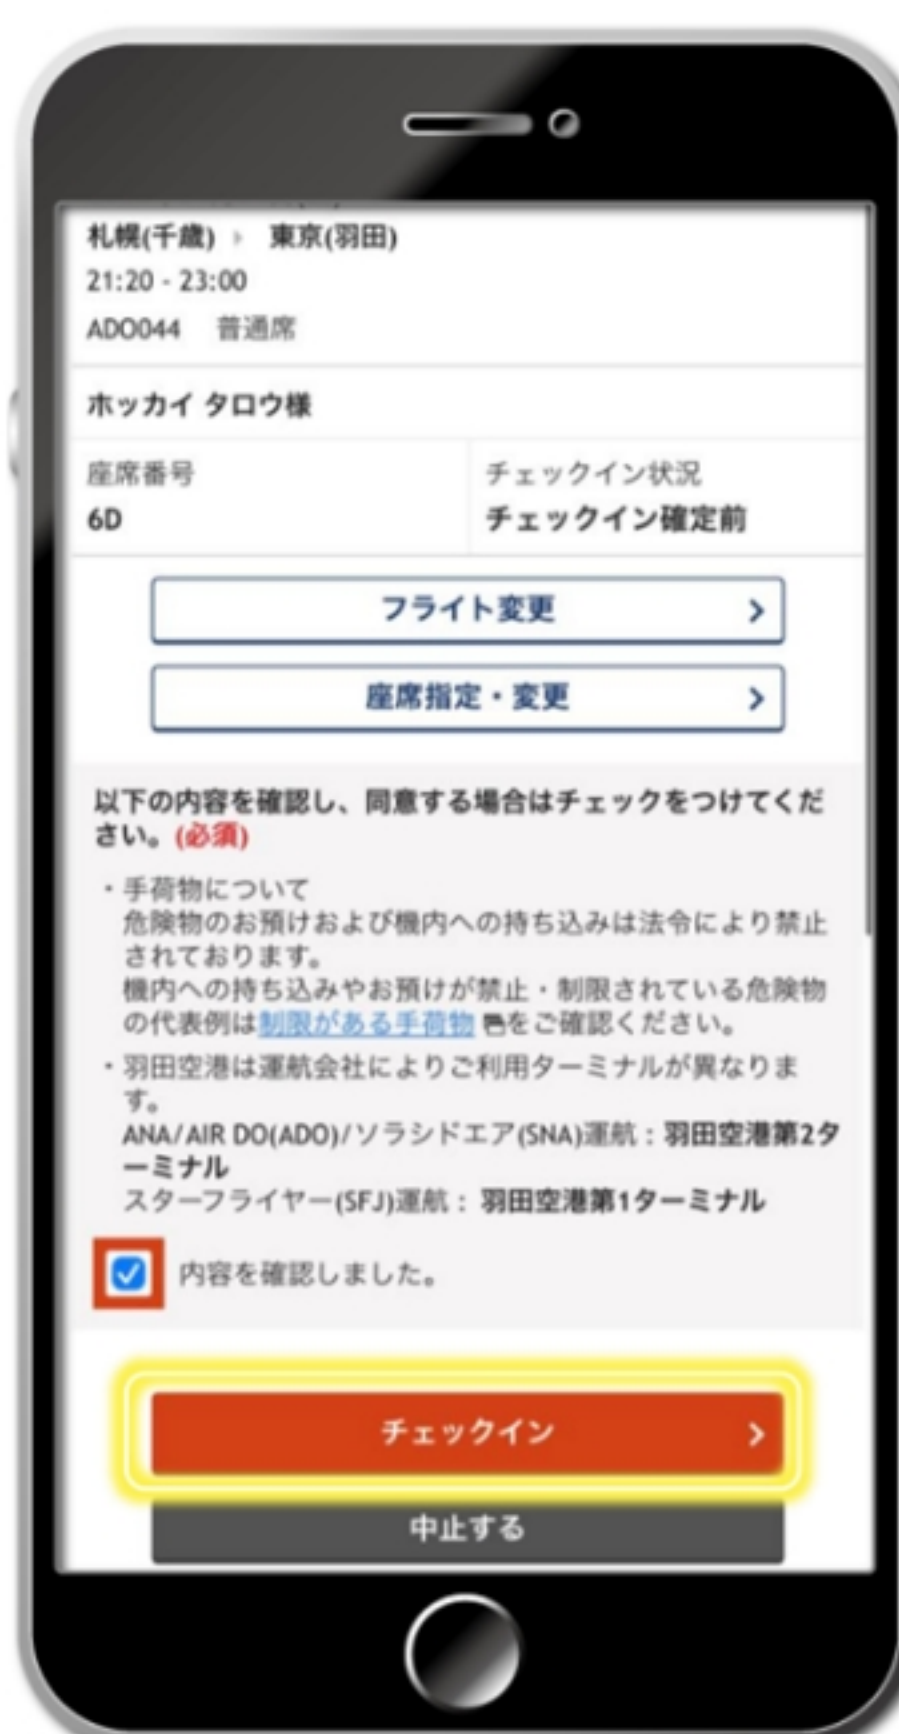 札幌(千歳) ▸ 東京(羽田)
21:20 - 23:00
ADO044 普通席
ホッカイ タロウ様
座席番号 チェックイン状況
6D チェックイン確定前
フライト変更 >
座席指定・変更 >
以下の内容を確認し、同意する場合はチェックをつけてくだ
さい。(必須)
・手荷物について
危険物のお預けおよび機内への持ち込みは法令により禁止
されております。
機内への持ち込みやお預けが禁止・制限されている危険物
の代表例は制限がある手荷物をご確認ください。
・羽田空港は運航会社によりご利用ターミナルが異なりま
す。
ANA/AIR DO(ADO)/ソラシドエア(SNA)運航：羽田空港第2タ
ーミナル
スターフライヤー(SFJ)運航：羽田空港第1ターミナル
内容を確認しました。
チェックイン >
中止する